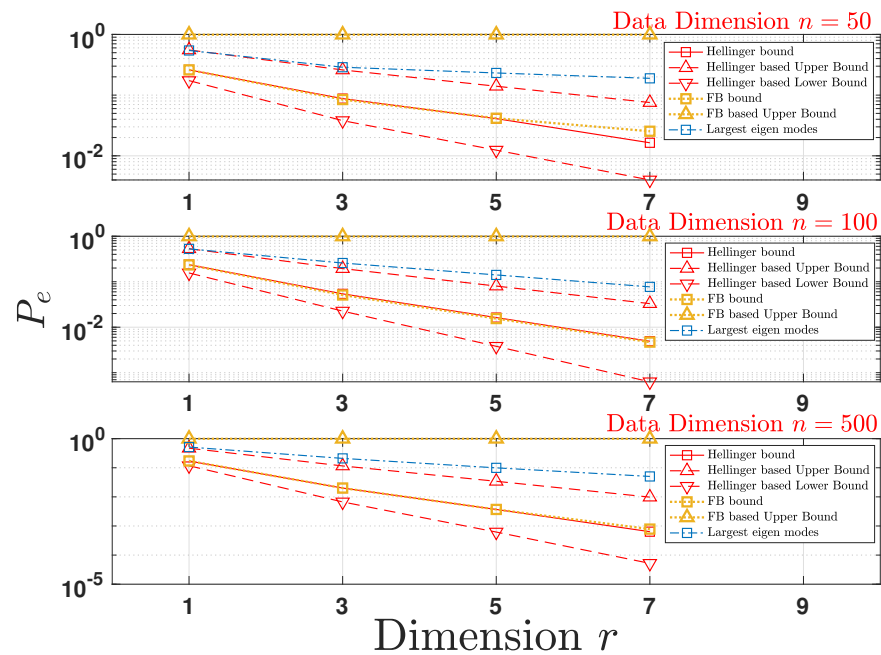 Data Dimension n = 50
10^0
10^-2
Hellinger bound
Hellinger based Upper Bound
Hellinger based Lower Bound
FB bound
FB based Upper Bound
Largest eigen modes
1 3 5 7 9
Data Dimension n = 100
10^0
10^-2
Hellinger bound
Hellinger based Upper Bound
Hellinger based Lower Bound
FB bound
FB based Upper Bound
Largest eigen modes
1 3 5 7 9
P_e
Data Dimension n = 500
10^0
10^-5
Hellinger bound
Hellinger based Upper Bound
Hellinger based Lower Bound
FB bound
FB based Upper Bound
Largest eigen modes
1 3 5 7 9
Dimension r